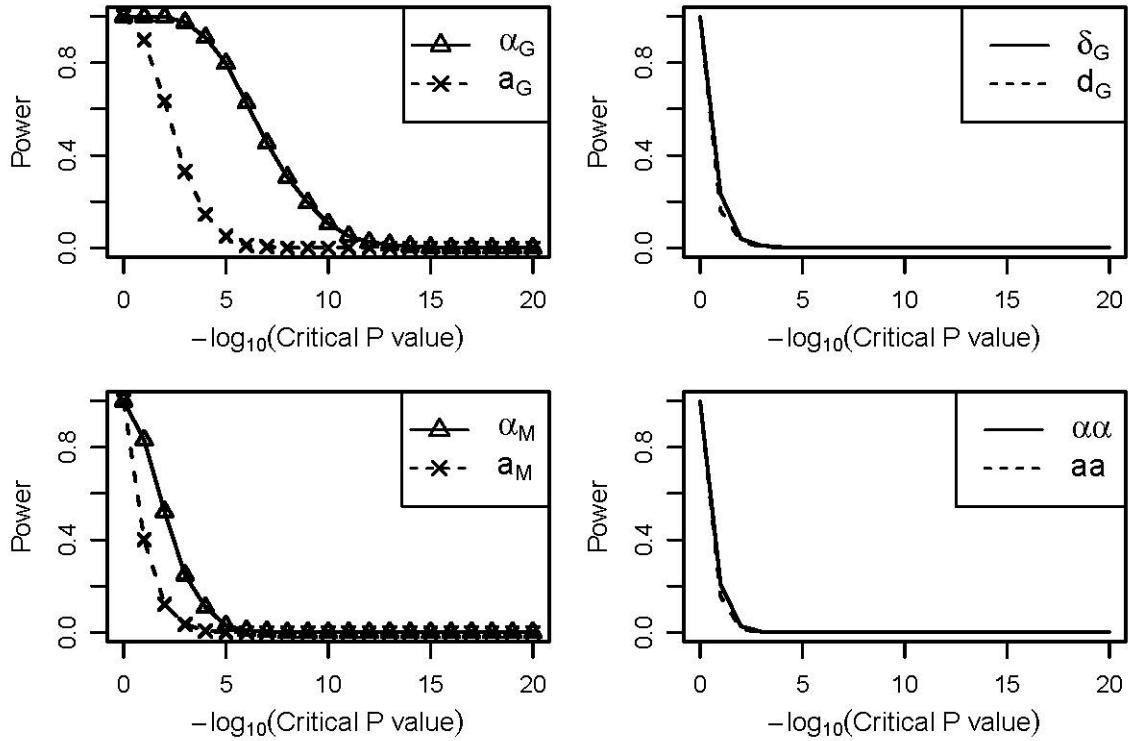 Power
0.0 0.4 0.8
α_G
a_G
0 5 10 15 20
−log₁₀(Critical P value)
Power
0.0 0.4 0.8
δ_G
d_G
0 5 10 15 20
−log₁₀(Critical P value)
Power
0.0 0.4 0.8
α_M
a_M
0 5 10 15 20
−log₁₀(Critical P value)
Power
0.0 0.4 0.8
αα
aa
0 5 10 15 20
−log₁₀(Critical P value)